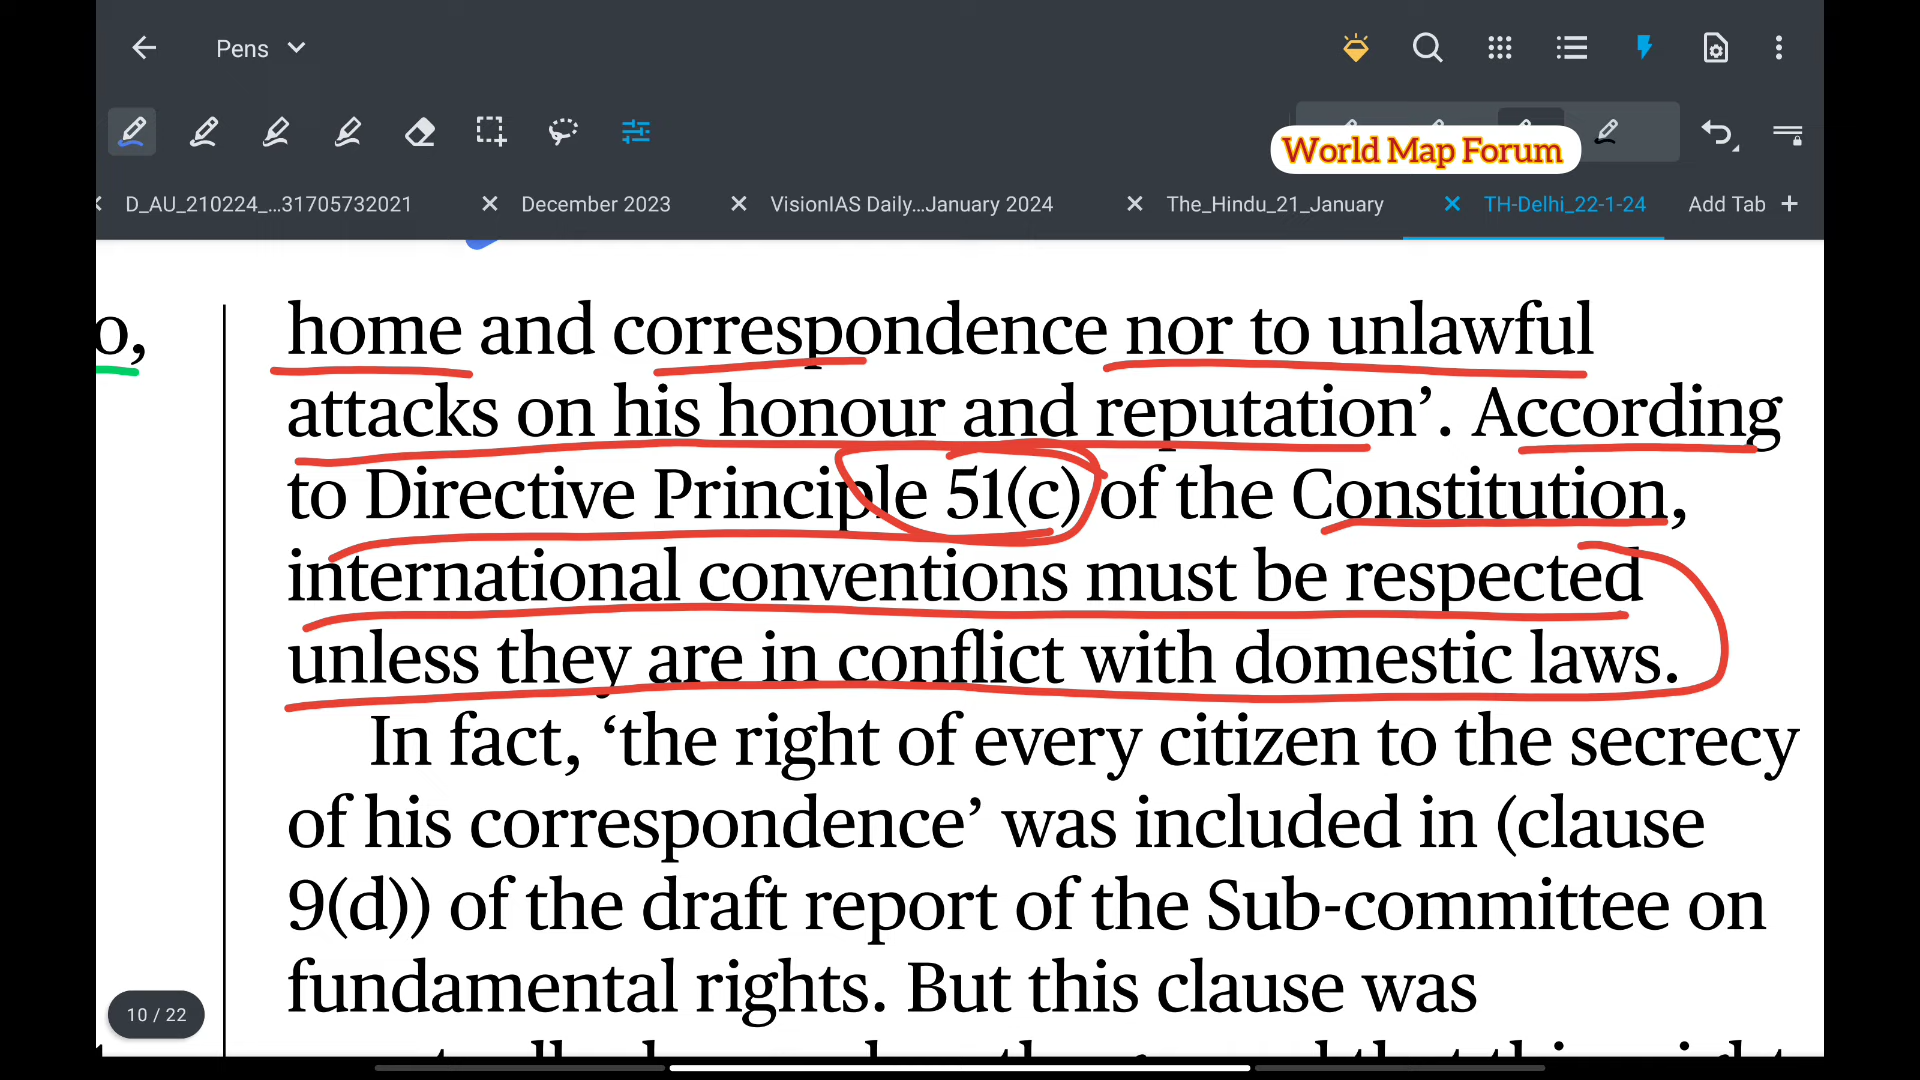 Pens
World Map Forum
D_AU_210224_...31705732021
December 2023
VisionIAS Daily...January 2024
The_Hindu_21_January
TH-Delhi_22-1-24
Add Tab +
o,
home and correspondence nor to unlawful
attacks on his honour and reputation’. According
to Directive Principle 51(c) of the Constitution,
international conventions must be respected
unless they are in conflict with domestic laws.
In fact, ‘the right of every citizen to the secrecy
of his correspondence’ was included in (clause
9(d)) of the draft report of the Sub-committee on
fundamental rights. But this clause was
10 / 22